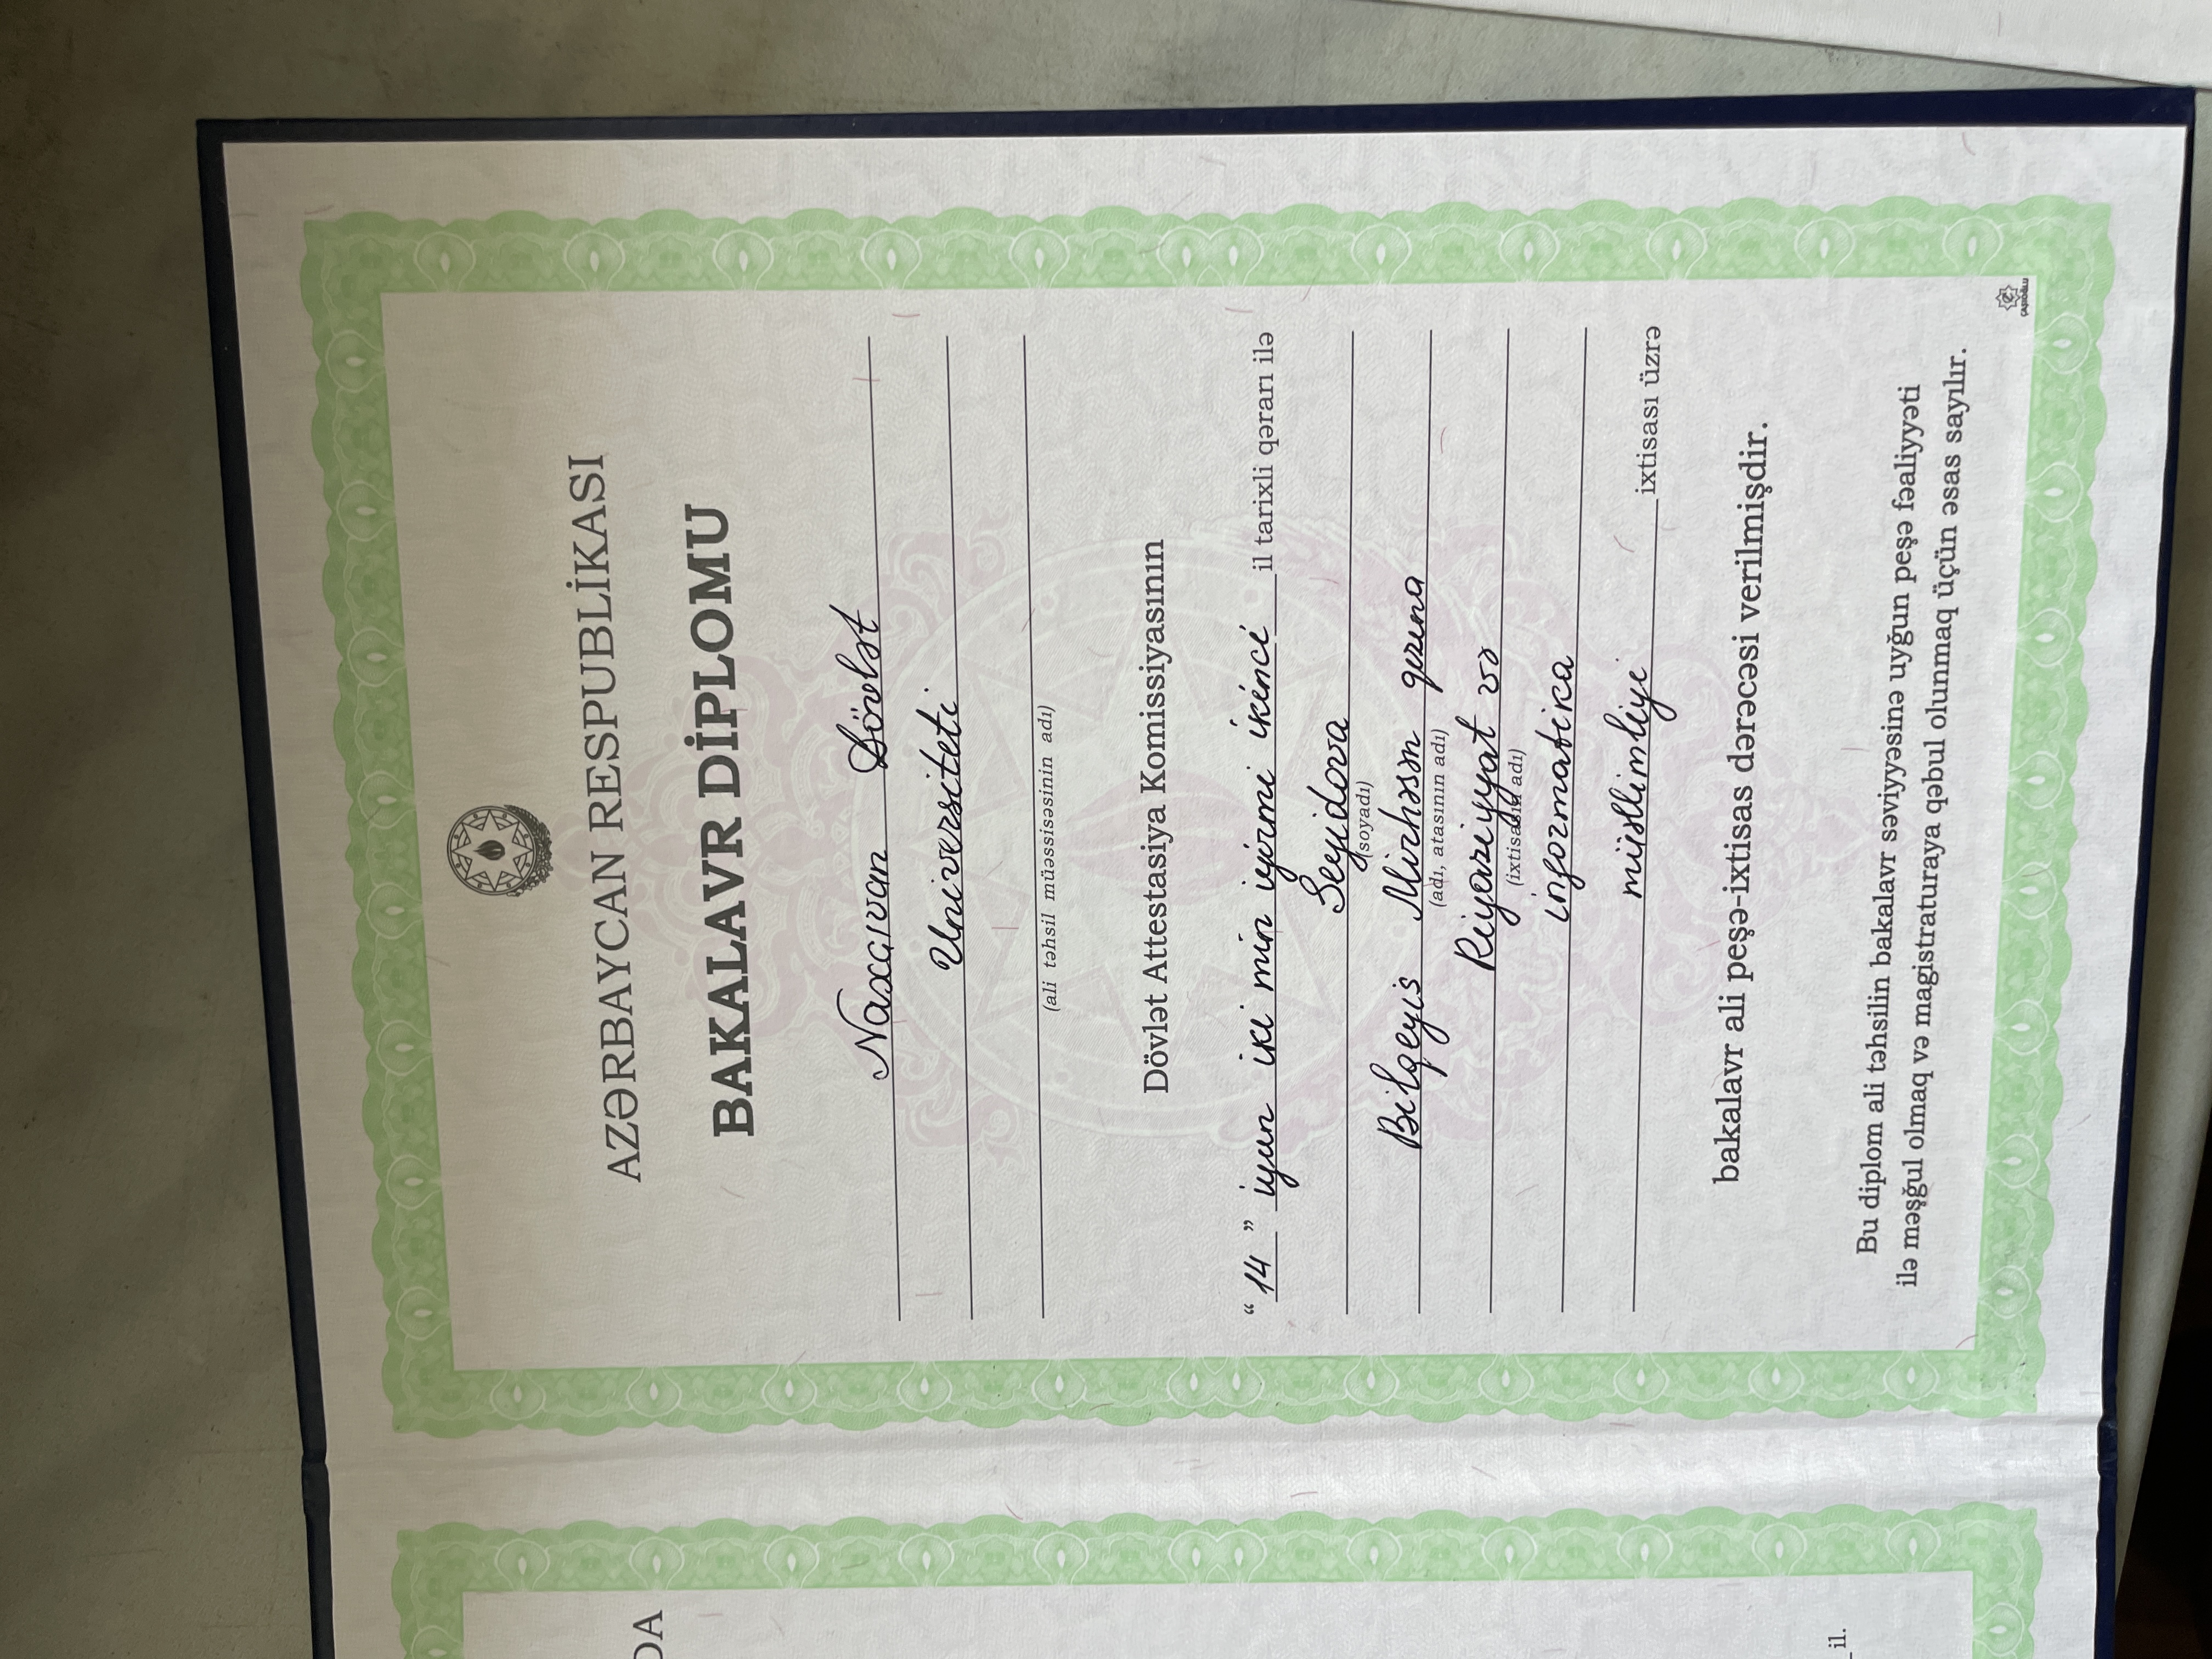 AZƏRBAYCAN RESPUBLİKASI
BAKALAVR DİPLOMU
Naxçıvan Dövlət
Universiteti
(ali təhsil müəssisəsinin adı)
Dövlət Attestasiya Komissiyasının
“ 14 ” iyun iki min iyirmi ikinci il tarixli qərarı ilə
Seyidova
(soyadı)
Bilqeyis Mirhəsən qızına
(adı, atasının adı)
Riyaziyyat və
(ixtisasın adı)
informatika
müəllimliyi ixtisası üzrə
bakalavr ali peşə-ixtisas dərəcəsi verilmişdir.
Bu diplom ali təhsilin bakalavr səviyyəsinə uyğun peşə fəaliyyəti
ilə məşğul olmaq və magistraturaya qəbul olunmaq üçün əsas sayılır.
ÇAŞIOĞLU
DA
il.